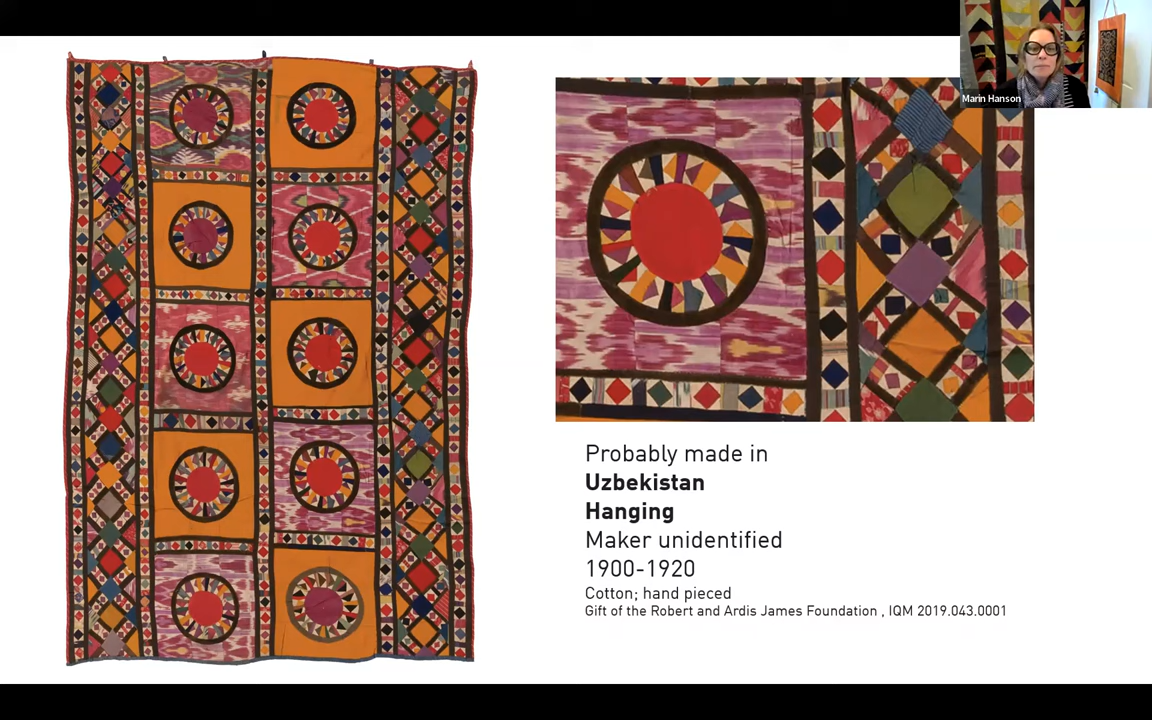 Marin Hanson
Probably made in
Uzbekistan
Hanging
Maker unidentified
1900-1920
Cotton; hand pieced
Gift of the Robert and Ardis James Foundation , IQM 2019.043.0001